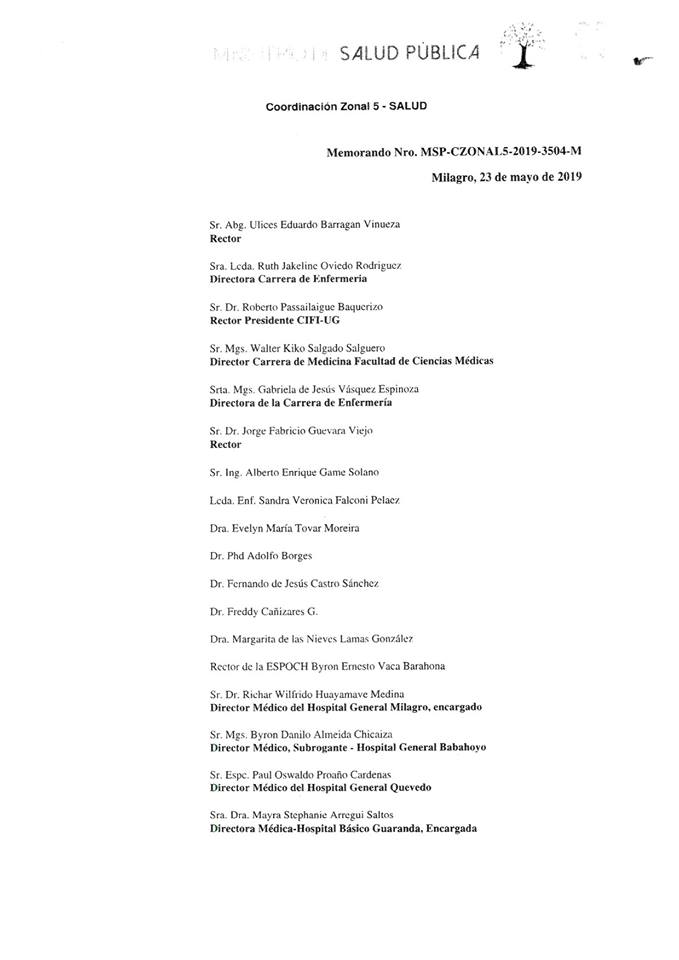 MINISTERIO DE SALUD PÚBLICA
Coordinación Zonal 5 - SALUD
Memorando Nro. MSP-CZONAL5-2019-3504-M
Milagro, 23 de mayo de 2019
Sr. Abg. Ulices Eduardo Barragan Vinueza
Rector
Sra. Lcda. Ruth Jakeline Oviedo Rodriguez
Directora Carrera de Enfermeria
Sr. Dr. Roberto Passailaigue Baquerizo
Rector Presidente CIFI-UG
Sr. Mgs. Walter Kiko Salgado Salguero
Director Carrera de Medicina Facultad de Ciencias Médicas
Srta. Mgs. Gabriela de Jesús Vásquez Espinoza
Directora de la Carrera de Enfermería
Sr. Dr. Jorge Fabricio Guevara Viejo
Rector
Sr. Ing. Alberto Enrique Game Solano
Lcda. Enf. Sandra Veronica Falconi Pelaez
Dra. Evelyn María Tovar Moreira
Dr. Phd Adolfo Borges
Dr. Fernando de Jesús Castro Sánchez
Dr. Freddy Cañizares G.
Dra. Margarita de las Nieves Lamas González
Rector de la ESPOCH Byron Ernesto Vaca Barahona
Sr. Dr. Richar Wilfrido Huayamave Medina
Director Médico del Hospital General Milagro, encargado
Sr. Mgs. Byron Danilo Almeida Chicaiza
Director Médico, Subrogante - Hospital General Babahoyo
Sr. Espc. Paul Oswaldo Proaño Cardenas
Director Médico del Hospital General Quevedo
Sra. Dra. Mayra Stephanie Arregui Saltos
Directora Médica-Hospital Básico Guaranda, Encargada